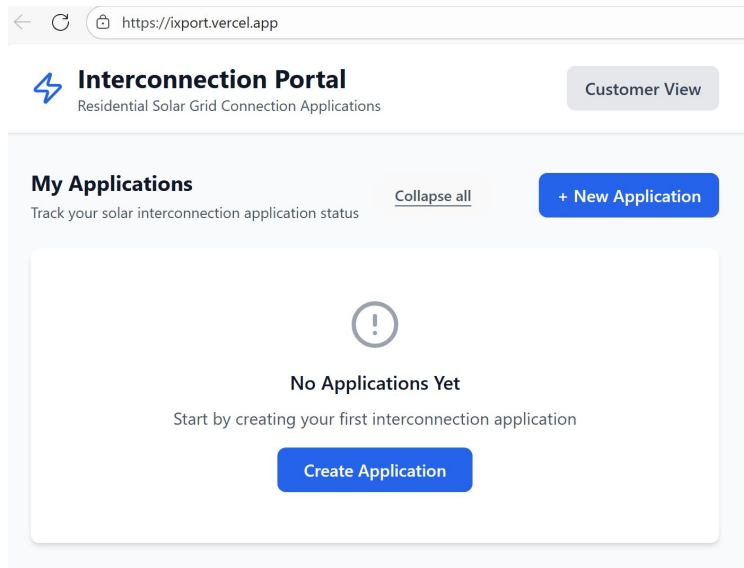 https://ixport.vercel.app
Interconnection Portal
Residential Solar Grid Connection Applications
Customer View
My Applications
Track your solar interconnection application status
Collapse all
+ New Application
No Applications Yet
Start by creating your first interconnection application
Create Application